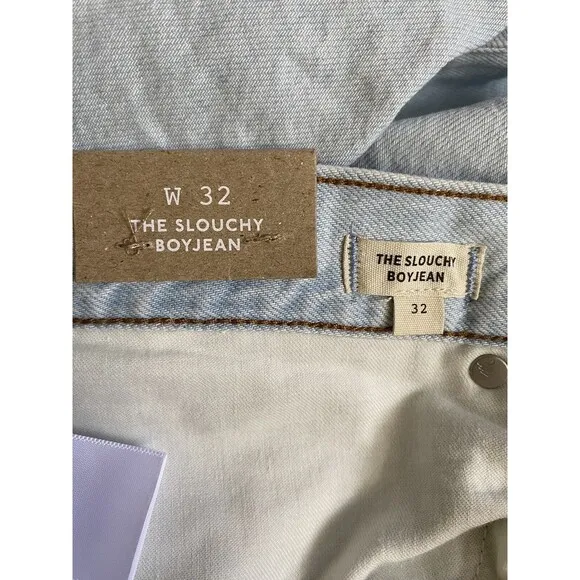 W 32
THE SLOUCHY
BOYJEAN
THE SLOUCHY
BOYJEAN
32